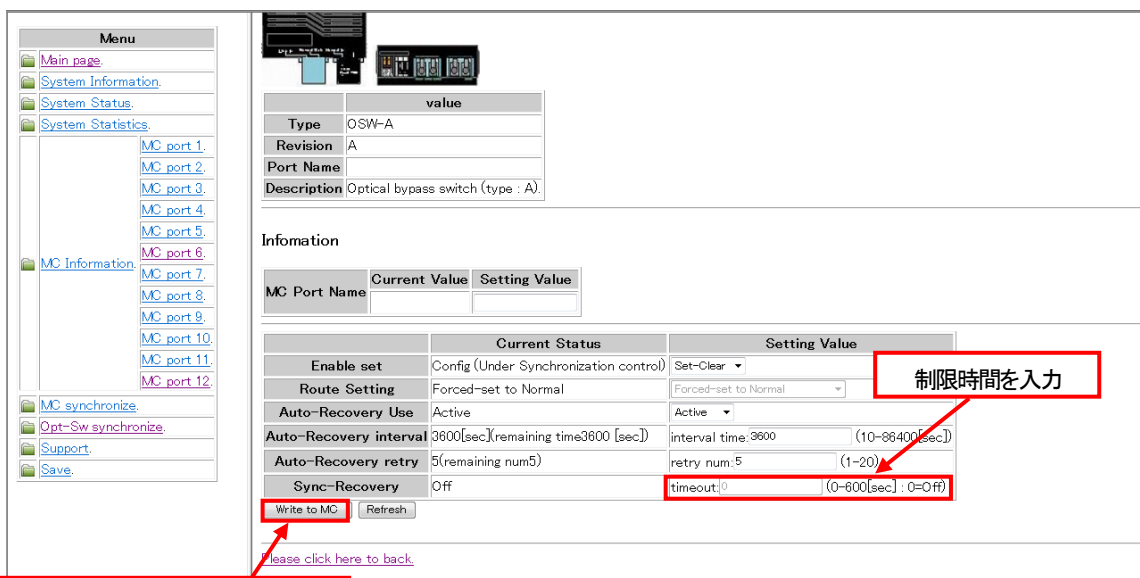 Menu
Main page.
System Information.
System Status.
System Statistics.
MC Information.
MC port 1.
MC port 2.
MC port 3.
MC port 4.
MC port 5.
MC port 6.
MC port 7.
MC port 8.
MC port 9.
MC port 10.
MC port 11.
MC port 12.
MC synchronize.
Opt-Sw synchronize.
Support.
Save.
value
Type OSW-A
Revision A
Port Name
Description Optical bypass switch (type : A).
Infomation
MC Port Name Current Value Setting Value
Current Status Setting Value
Enable set Config (Under Synchronization control) Set-Clear
Route Setting Forced-set to Normal Forced-set to Normal
Auto-Recovery Use Active Active
Auto-Recovery interval 3600[sec](remaining time3600 [sec]) interval time: 3600 (10-86400[sec])
Auto-Recovery retry 5(remaining num5) retry num: 5 (1-20)
Sync-Recovery Off timeout: 0 (0-600[sec] : 0=Off)
制限時間を入力
Write to MC Refresh
Please click here to back.